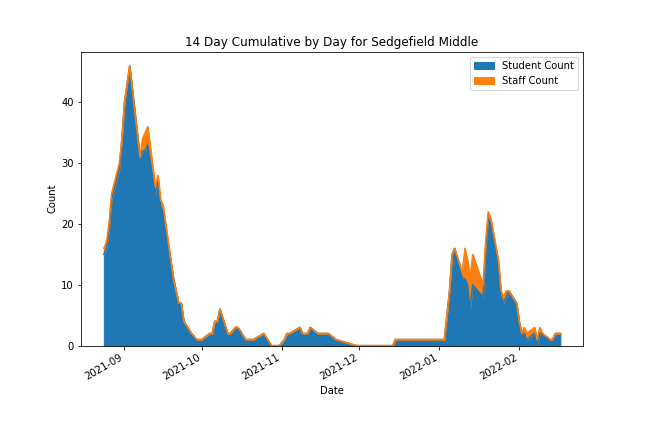 14 Day Cumulative by Day for Sedgefield Middle
Student Count
Staff Count
40
30
20
10
0
Count
2021-09
2021-10
2021-11
2021-12
2022-01
2022-02
Date